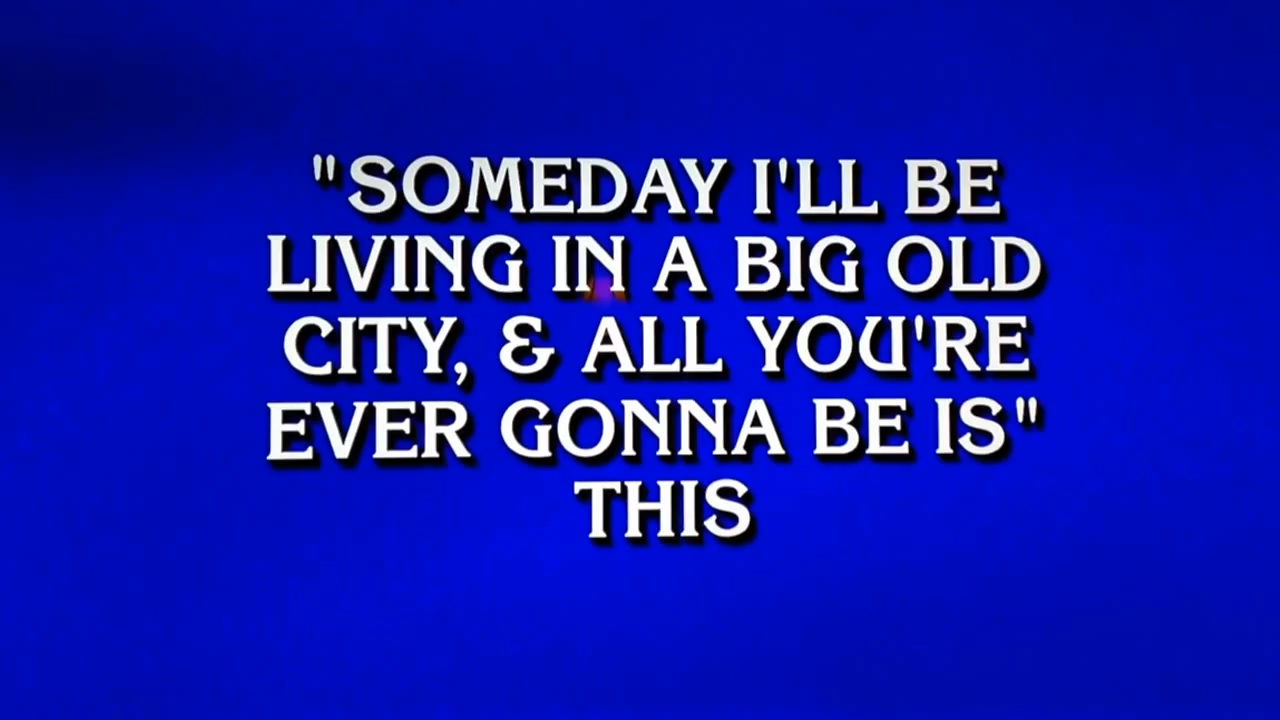 "SOMEDAY I'LL BE
LIVING IN A BIG OLD
CITY, & ALL YOU'RE
EVER GONNA BE IS"
THIS